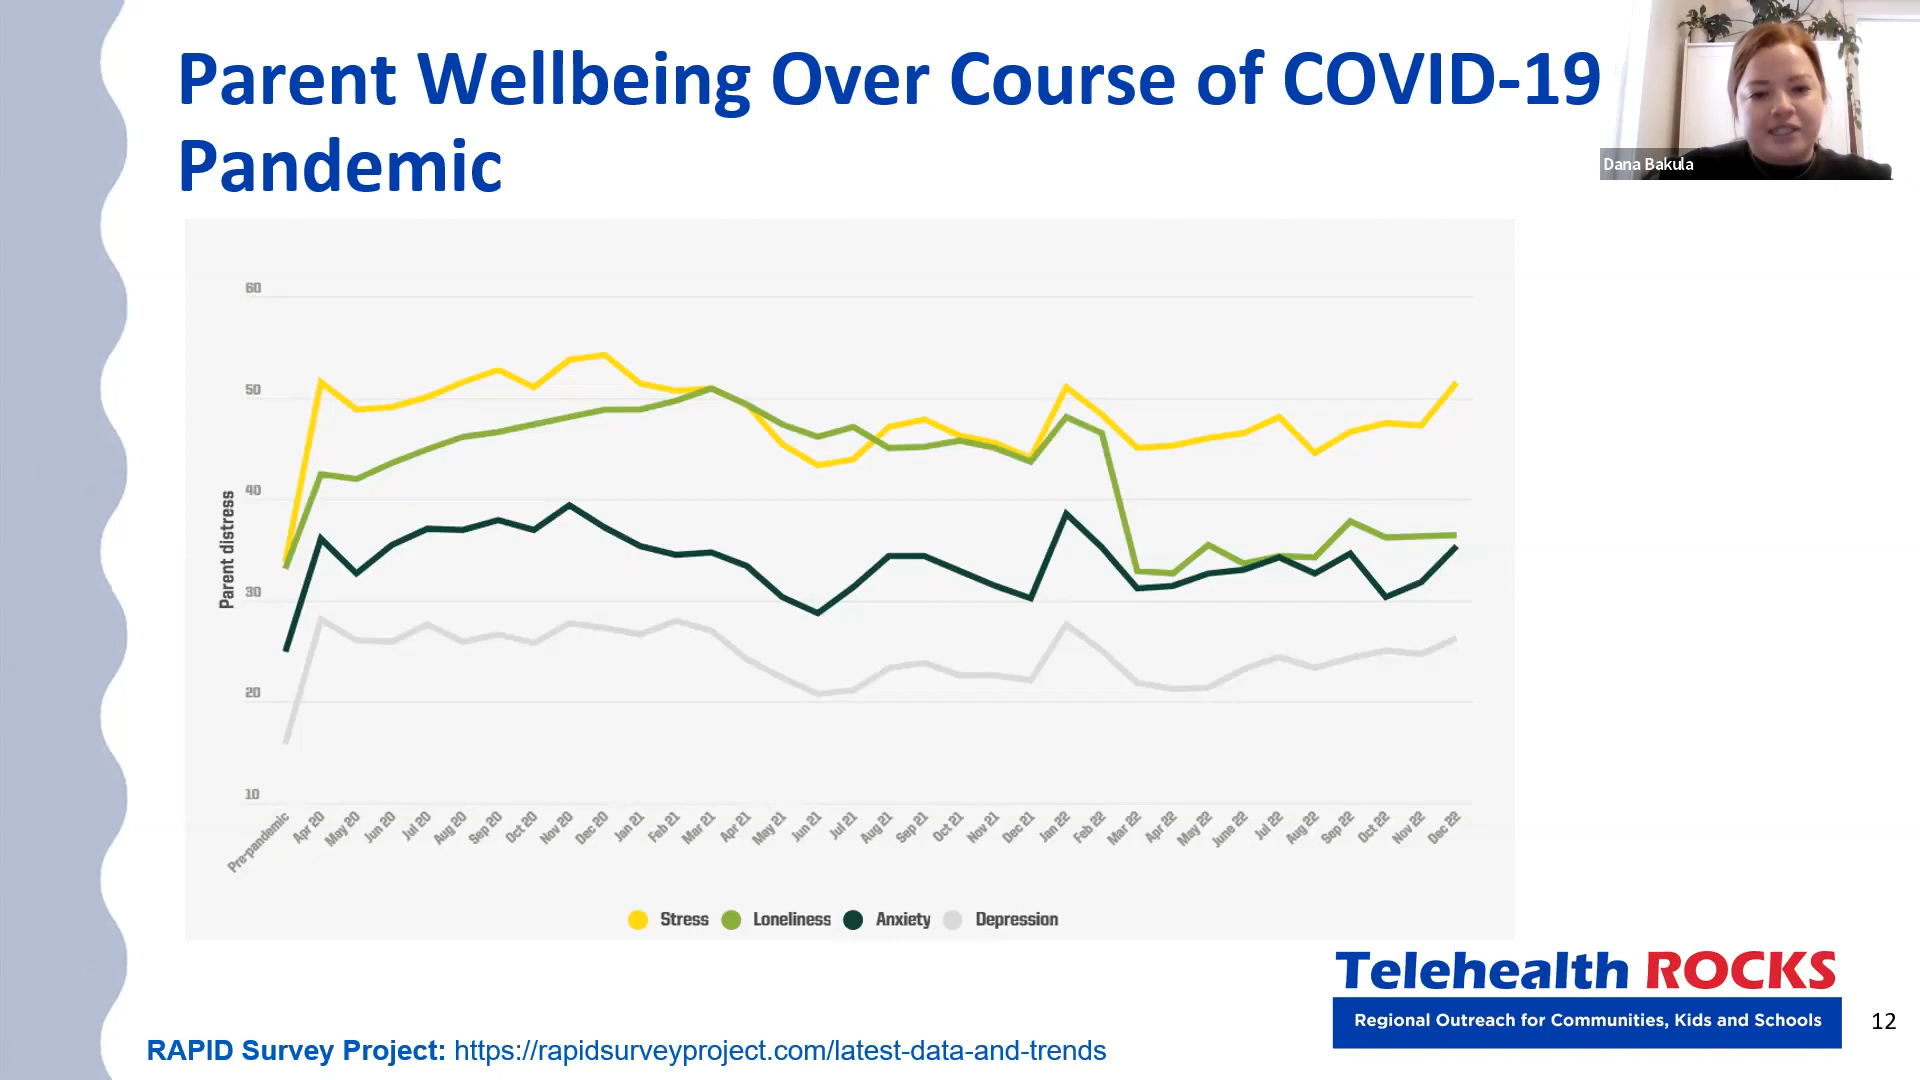 Parent Wellbeing Over Course of COVID-19
Pandemic
Dana Bakula
60
50
40
30
20
10
Parent distress
Pre-pandemic
Apr 20
May 20
Jun 20
Jul 20
Aug 20
Sep 20
Oct 20
Nov 20
Dec 20
Jan 21
Feb 21
Mar 21
Apr 21
May 21
Jun 21
Jul 21
Aug 21
Sep 21
Oct 21
Nov 21
Dec 21
Jan 22
Feb 22
Mar 22
Apr 22
May 22
June 22
Jul 22
Aug 22
Sep 22
Oct 22
Nov 22
Dec 22
Stress Loneliness Anxiety Depression
Telehealth ROCKS
Regional Outreach for Communities, Kids and Schools
12
RAPID Survey Project: https://rapidsurveyproject.com/latest-data-and-trends